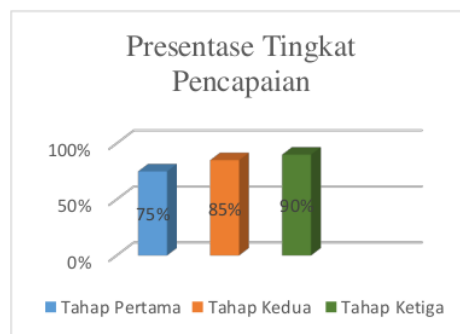 Presentase Tingkat
Pencapaian
100%
50%
0%
75%
85%
90%
Tahap Pertama
Tahap Kedua
Tahap Ketiga